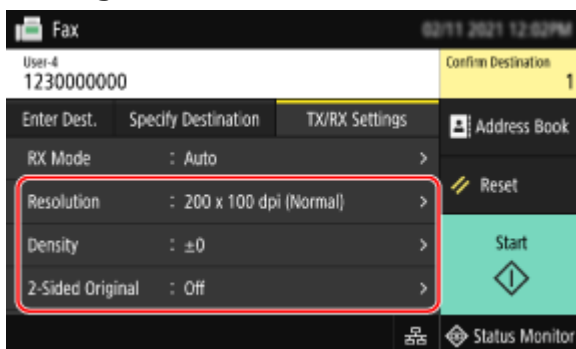 Fax
02/11 2021 12:02PM
User-4
1230000000
Confirm Destination
1
Enter Dest.
Specify Destination
TX/RX Settings
Address Book
RX Mode : Auto
Resolution : 200 x 100 dpi (Normal)
Reset
Density : ±0
2-Sided Original : Off
Start
Status Monitor